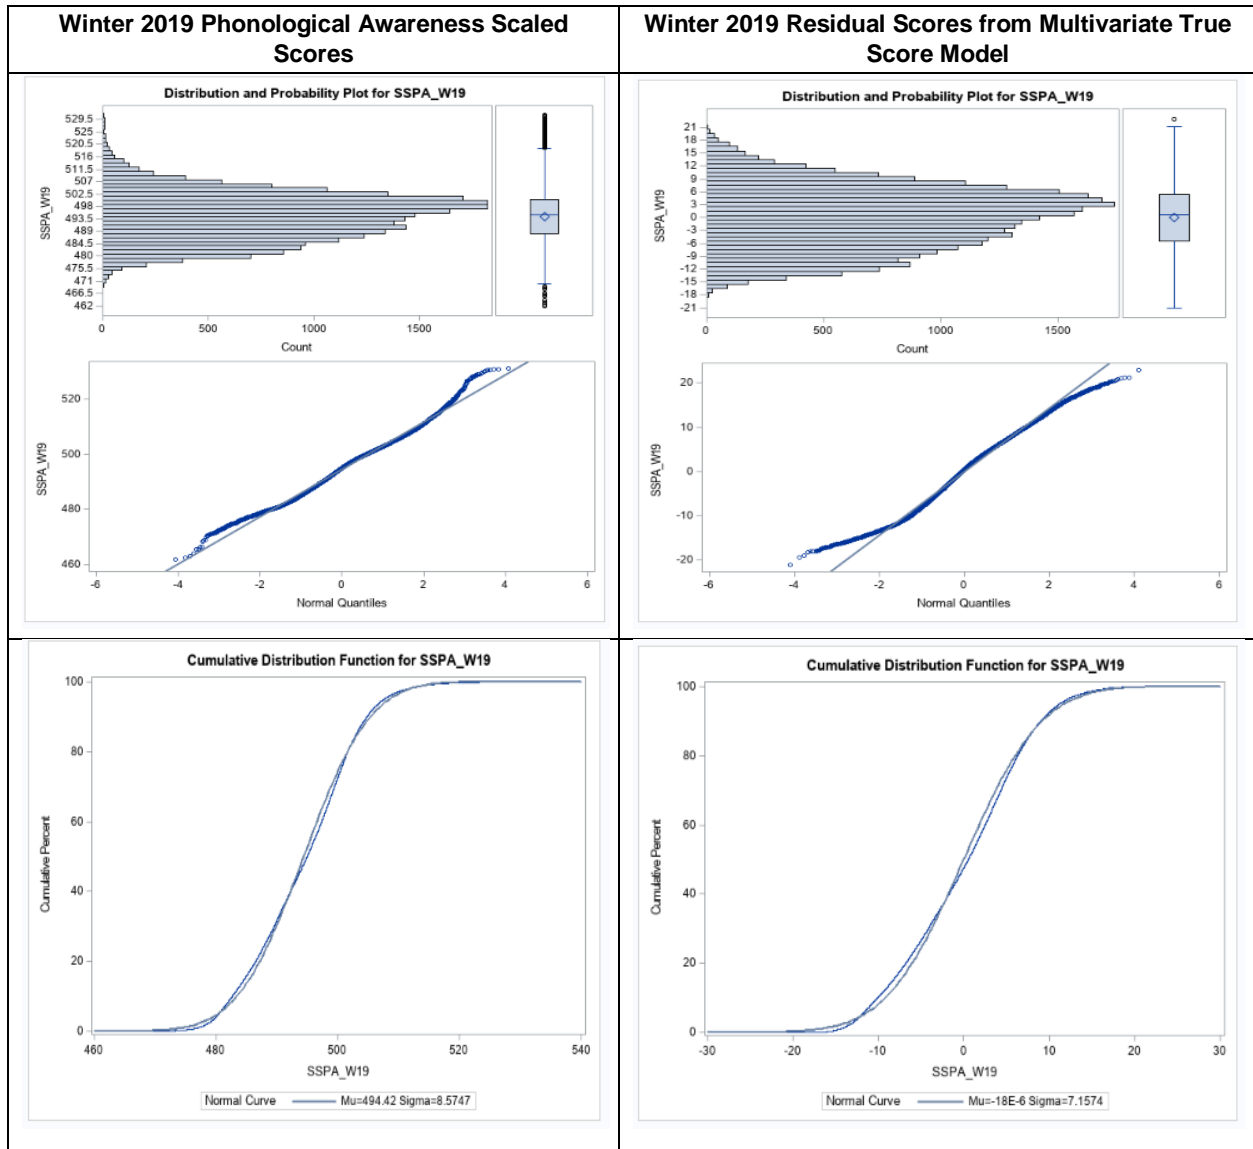 Winter 2019 Phonological Awareness Scaled
Scores
Winter 2019 Residual Scores from Multivariate True
Score Model
Distribution and Probability Plot for SSPA_W19
529.5
525
520.5
516
511.5
507
502.5
498
493.5
489
484.5
480
475.5
471
466.5
462
SSPA_W19
0 500 1000 1500
Count
520
500
480
460
SSPA_W19
-6 -4 -2 0 2 4 6
Normal Quantiles
Distribution and Probability Plot for SSPA_W19
21
18
15
12
9
6
3
0
-3
-6
-9
-12
-15
-18
-21
SSPA_W19
0 500 1000 1500
Count
20
10
0
-10
-20
SSPA_W19
-6 -4 -2 0 2 4 6
Normal Quantiles
Cumulative Distribution Function for SSPA_W19
100
80
60
40
20
0
Cumulative Percent
460 480 500 520 540
SSPA_W19
Normal Curve Mu=494.42 Sigma=8.5747
Cumulative Distribution Function for SSPA_W19
100
80
60
40
20
0
Cumulative Percent
-30 -20 -10 0 10 20 30
SSPA_W19
Normal Curve Mu=-18E-6 Sigma=7.1574